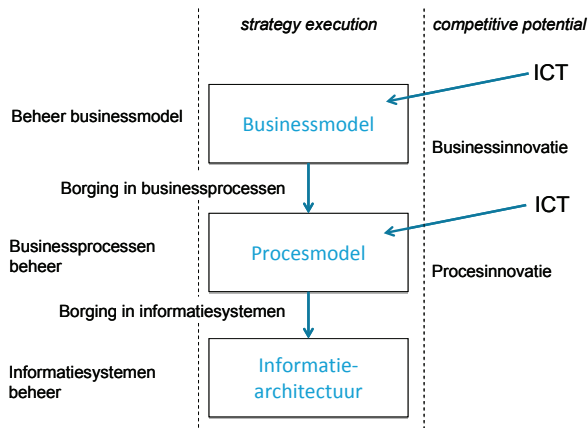 strategy execution
competitive potential
ICT
Beheer businessmodel
Businessmodel
Businessinnovatie
Borging in businessprocessen
ICT
Businessprocessen
beheer
Procesmodel
Procesinnovatie
Borging in informatiesystemen
Informatiesystemen
beheer
Informatie-
architectuur